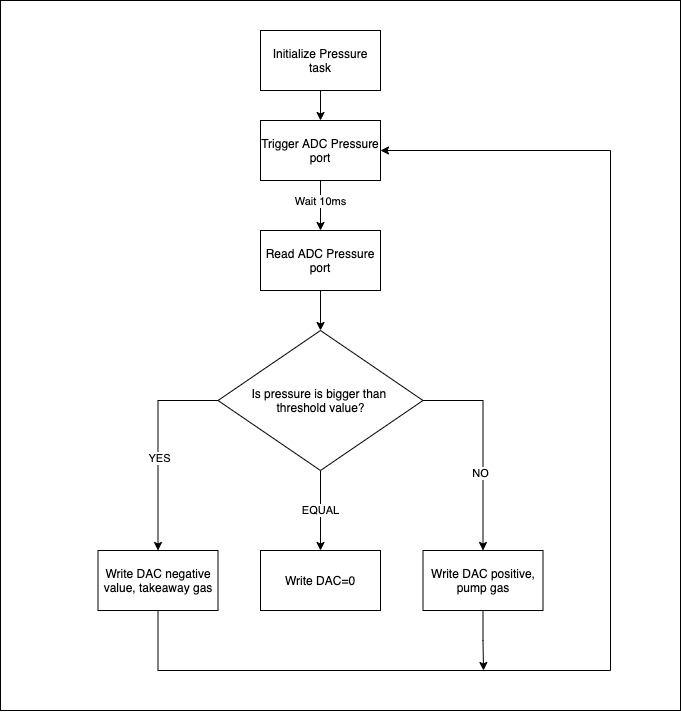 Initialize Pressure
task
Trigger ADC Pressure
port
Wait 10ms
Read ADC Pressure
port
Is pressure is bigger than
threshold value?
YES
NO
EQUAL
Write DAC negative
value, takeaway gas
Write DAC=0
Write DAC positive,
pump gas